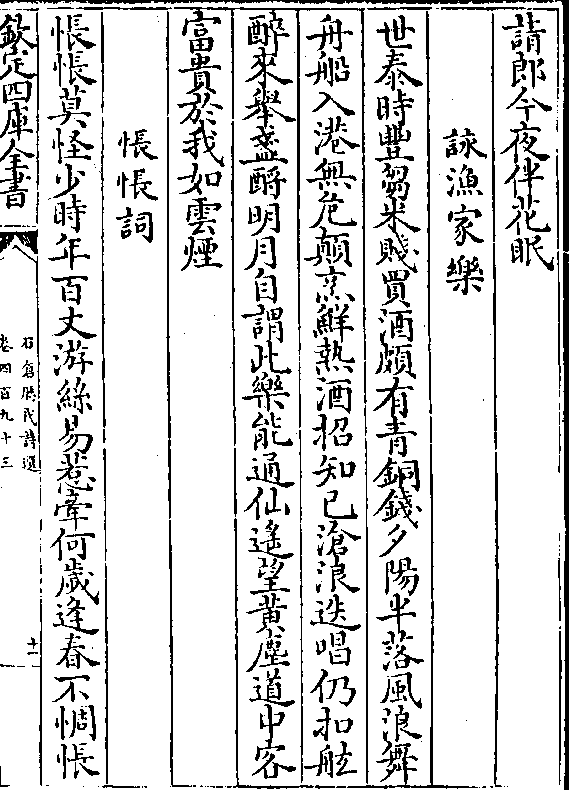 請郎今夜伴花眠
詠漁家樂
世泰時豐芻米賤買酒頗有青銅錢夕陽半落風浪舞
舟船入港無危顛烹鮮熱酒招知已滄浪迭唱仍扣舷
醉來舉盞酹明月自謂此樂能通仙遙望黃塵道中客
富貴於我如雲煙
悵悵詞
悵悵莫怪少時年百丈游絲易惹牽何歲逢春不惆悵
欽定四庫全書
石倉歴代詩選
卷四百九十三
十一